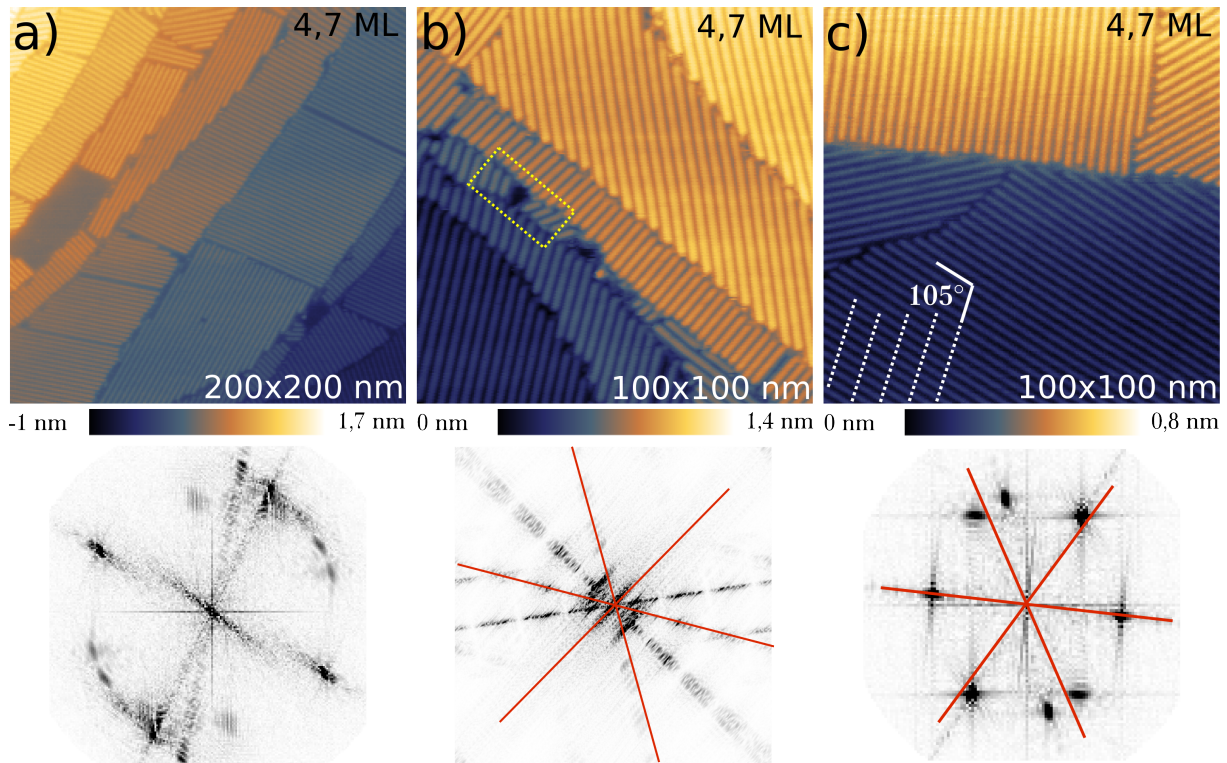 a) 4,7 ML
b) 4,7 ML
c) 4,7 ML
105°
200x200 nm
100x100 nm
100x100 nm
-1 nm 1,7 nm
0 nm 1,4 nm
0 nm 0,8 nm